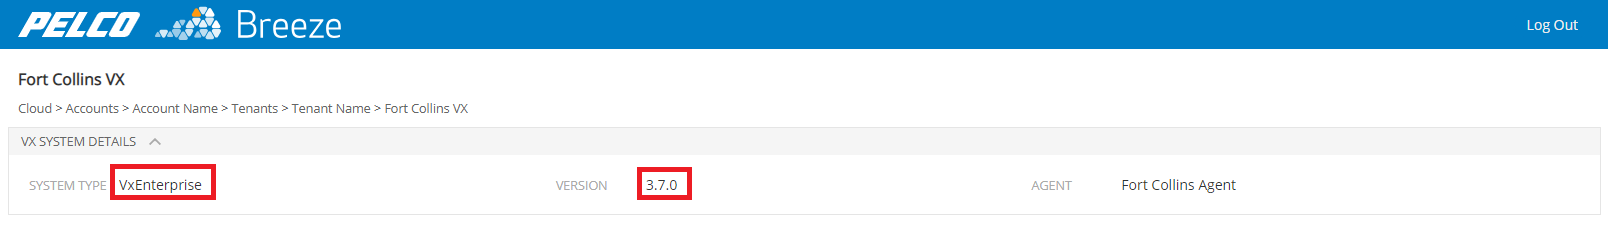 PELCO Breeze Log Out
Fort Collins VX
Cloud > Accounts > Account Name > Tenants > Tenant Name > Fort Collins VX
VX SYSTEM DETAILS
SYSTEM TYPE VxEnterprise VERSION 3.7.0 AGENT Fort Collins Agent